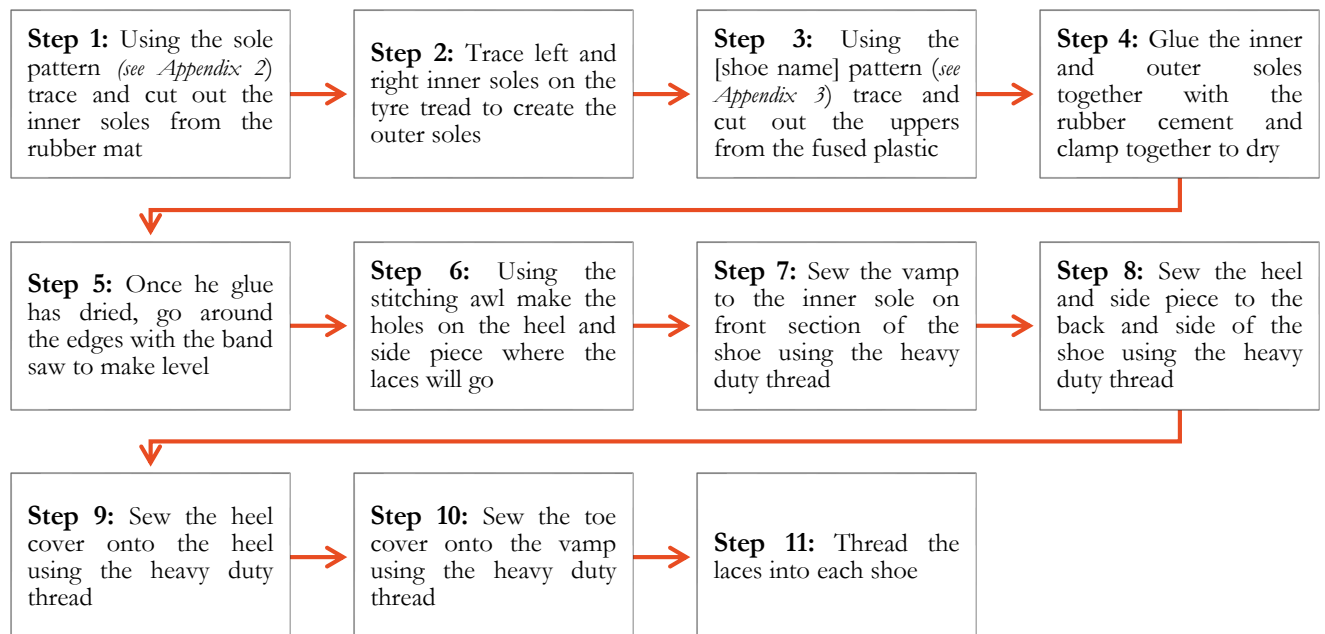 Step 1: Using the sole
pattern (see Appendix 2)
trace and cut out the
inner soles from the
rubber mat
Step 2: Trace left and
right inner soles on the
tyre tread to create the
outer soles
Step 3: Using the
[shoe name] pattern (see
Appendix 3) trace and
cut out the uppers
from the fused plastic
Step 4: Glue the inner
and outer soles
together with the
rubber cement and
clamp together to dry
Step 5: Once he glue
has dried, go around
the edges with the band
saw to make level
Step 6: Using the
stitching awl make the
holes on the heel and
side piece where the
laces will go
Step 7: Sew the vamp
to the inner sole on
front section of the
shoe using the heavy
duty thread
Step 8: Sew the heel
and side piece to the
back and side of the
shoe using the heavy
duty thread
Step 9: Sew the heel
cover onto the heel
using the heavy duty
thread
Step 10: Sew the toe
cover onto the vamp
using the heavy duty
thread
Step 11: Thread the
laces into each shoe